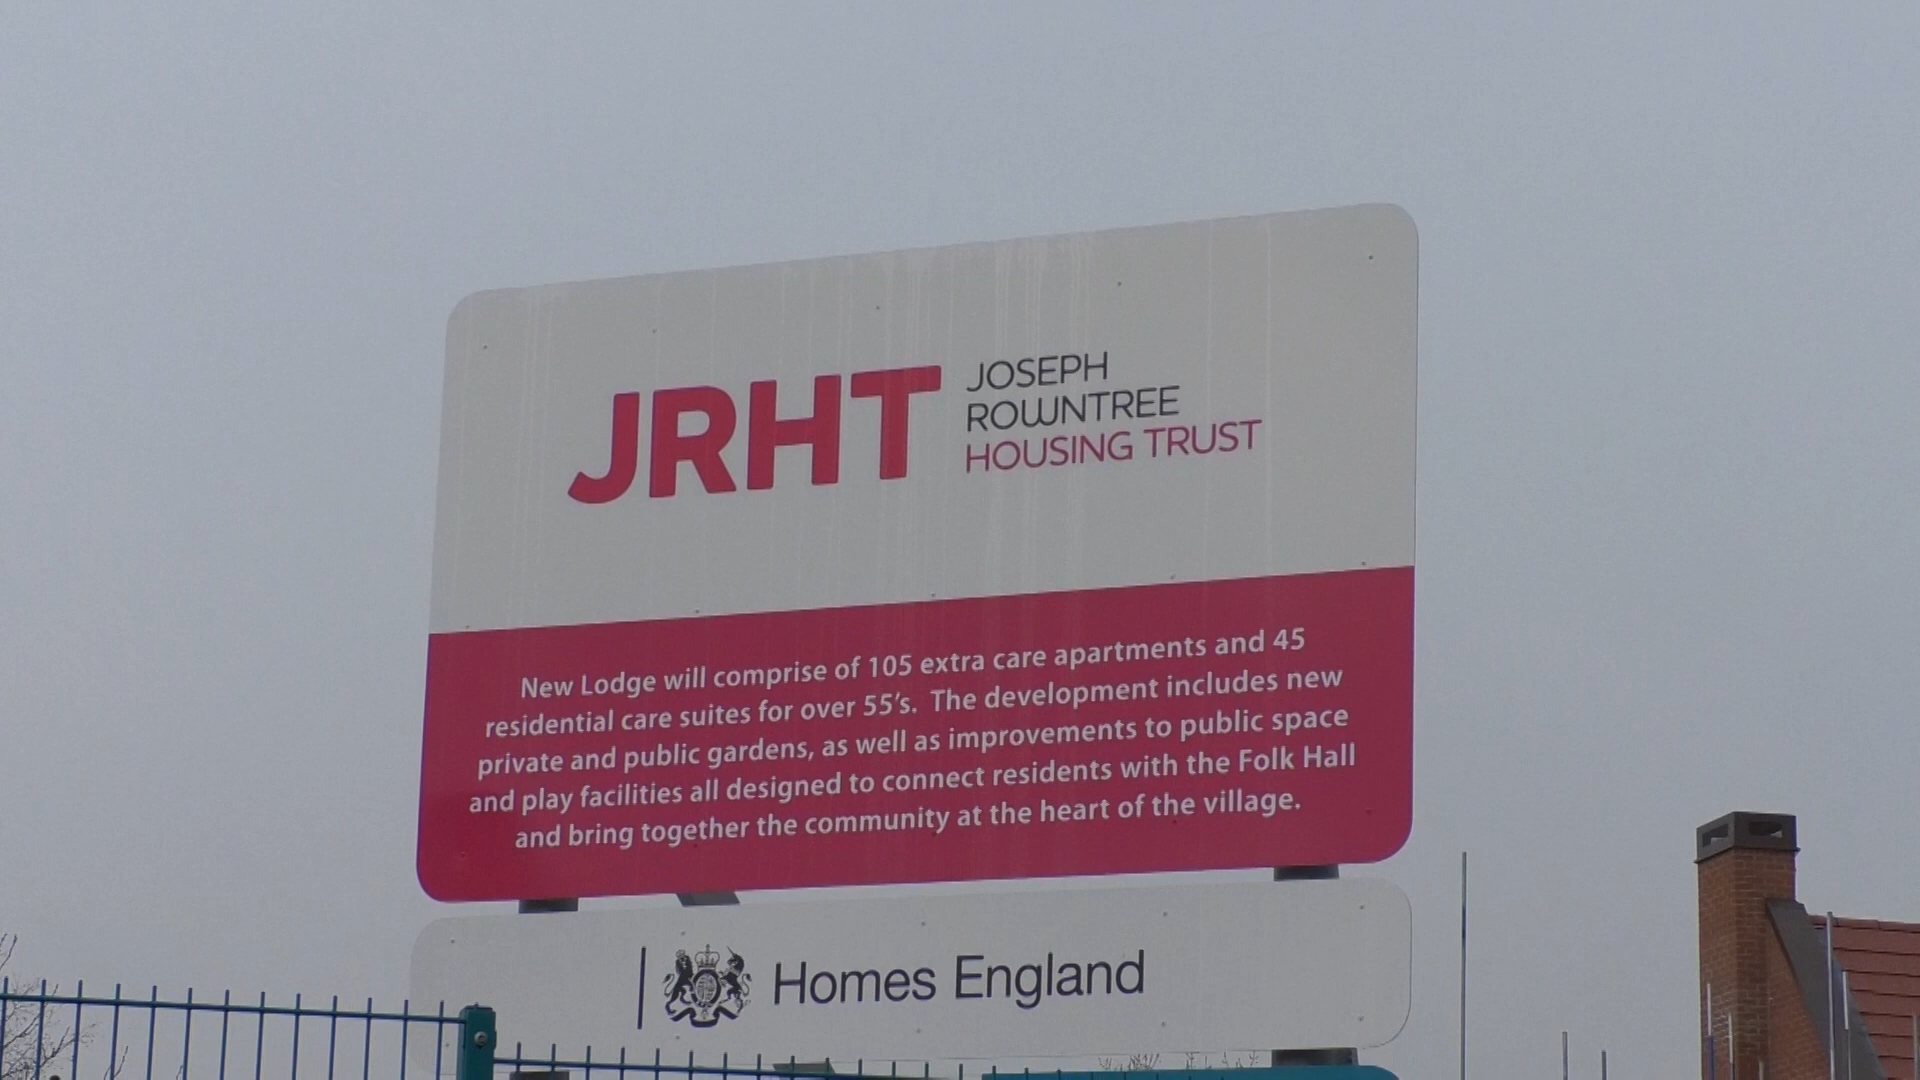 JRHT
JOSEPH
ROWNTREE
HOUSING TRUST
New Lodge will comprise of 105 extra care apartments and 45
residential care suites for over 55's. The development includes new
private and public gardens, as well as improvements to public space
and play facilities all designed to connect residents with the Folk Hall
and bring together the community at the heart of the village.
Homes England